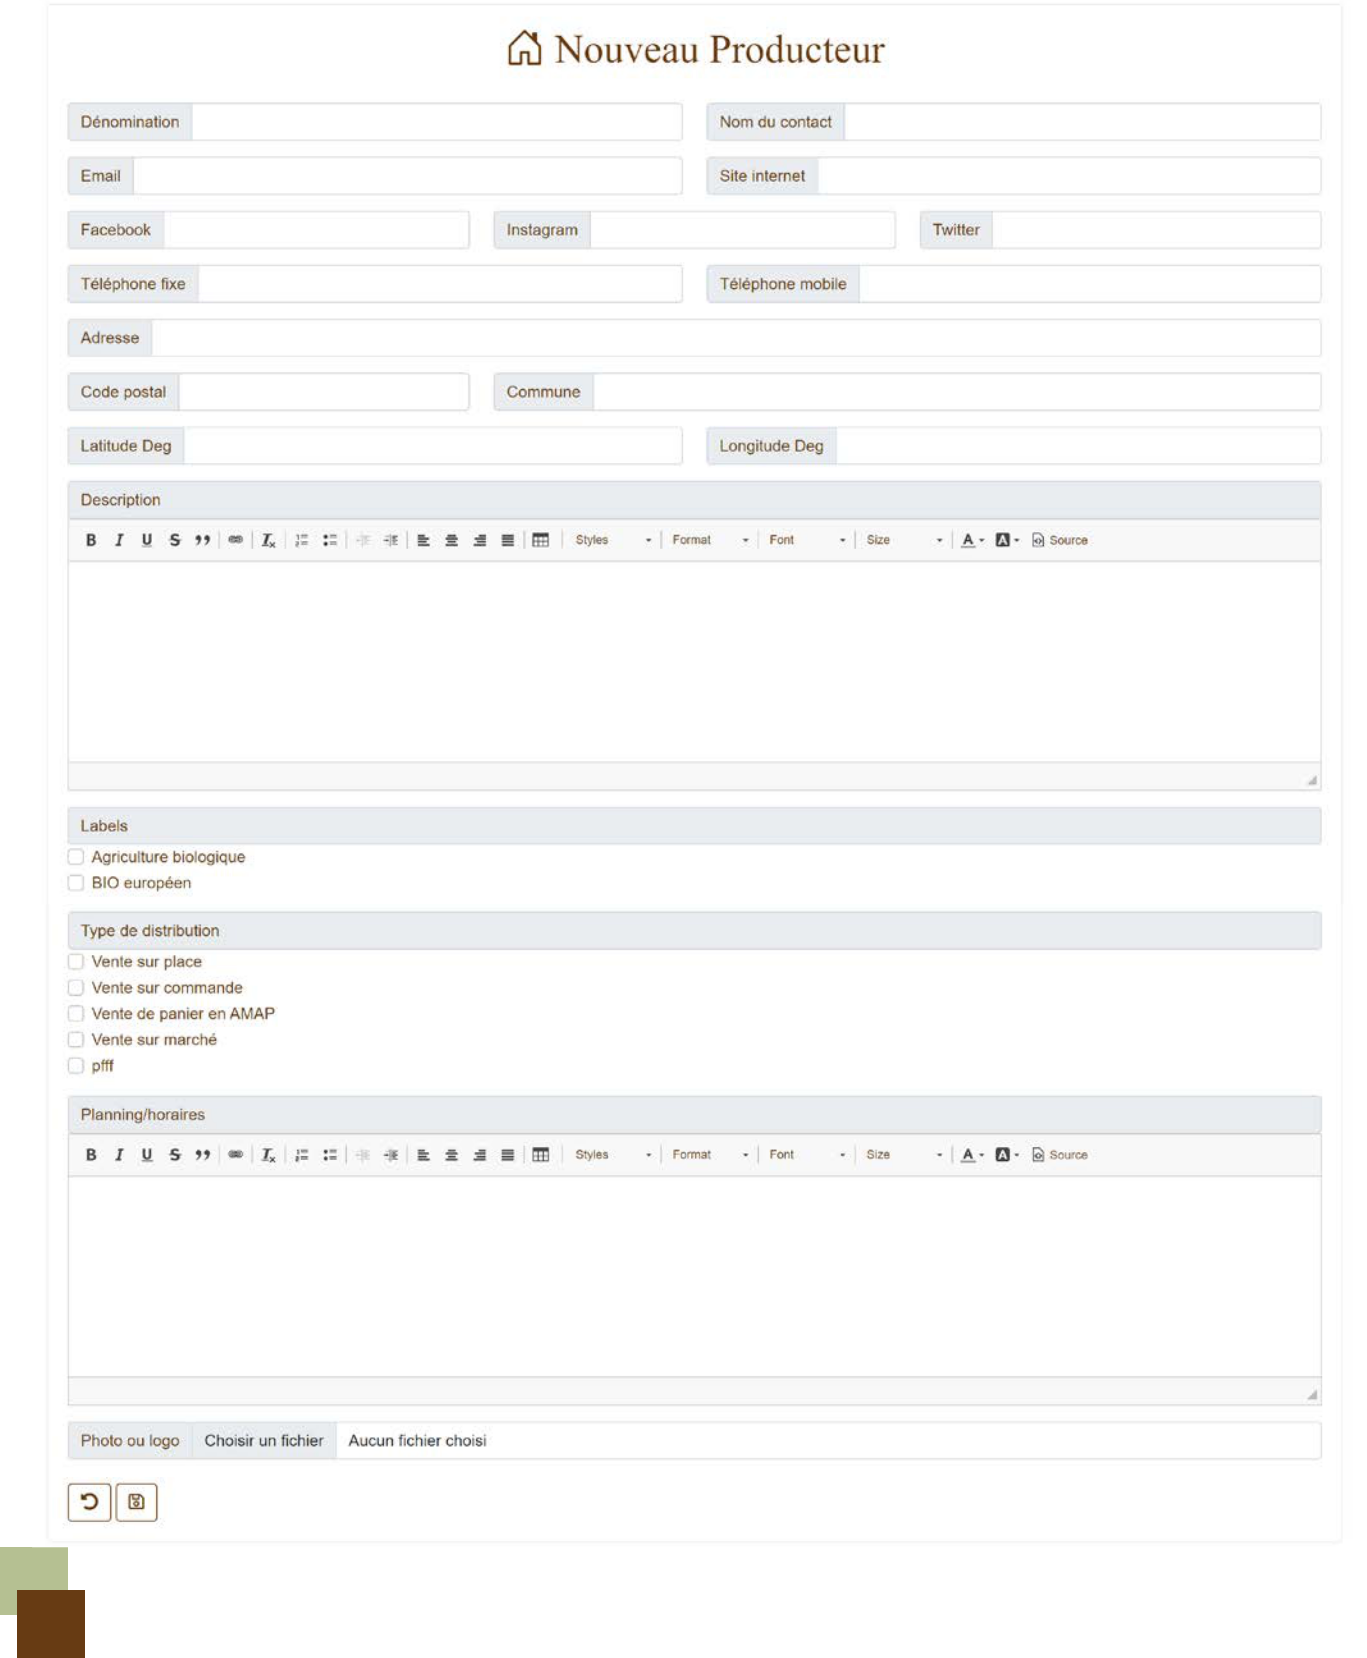 Nouveau Producteur
Dénomination Nom du contact
Email Site internet
Facebook Instagram Twitter
Téléphone fixe Téléphone mobile
Adresse
Code postal Commune
Latitude Deg Longitude Deg
Description
Styles Format Font Size Source
Labels
Agriculture biologique
BIO européen
Type de distribution
Vente sur place
Vente sur commande
Vente de panier en AMAP
Vente sur marché
pfff
Planning/horaires
Styles Format Font Size Source
Photo ou logo Choisir un fichier Aucun fichier choisi